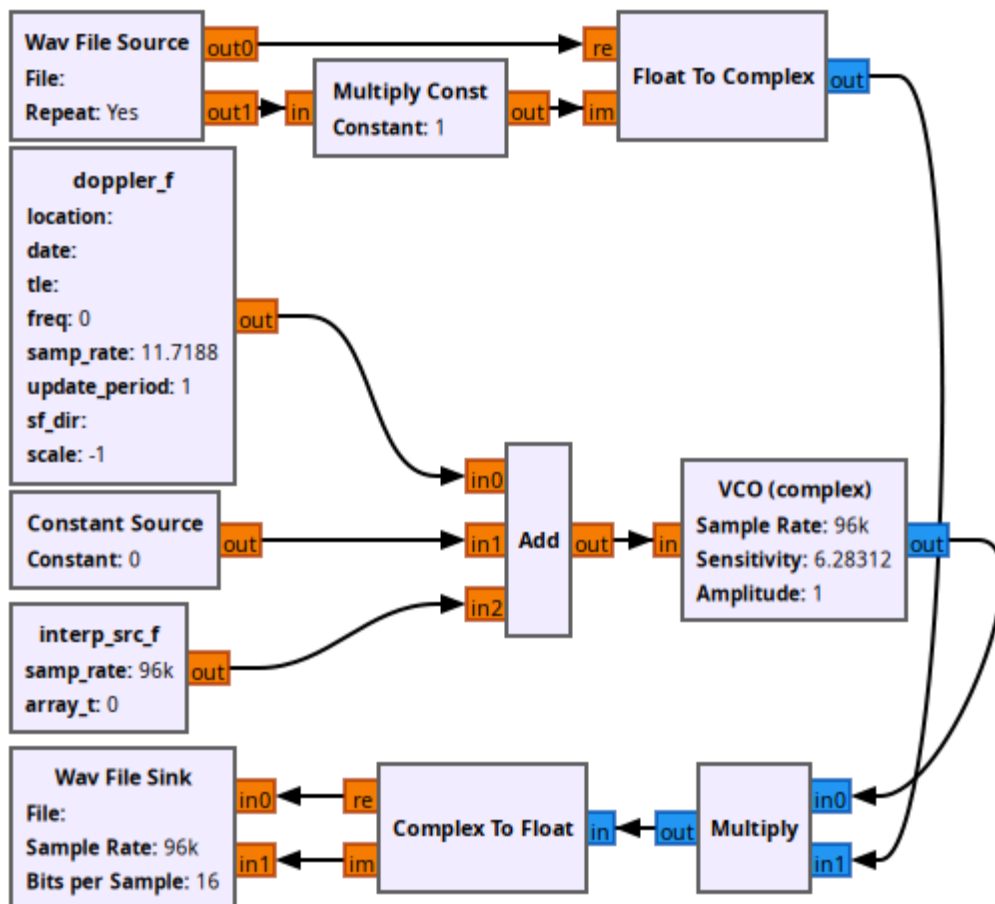 Wav File Source
File:
Repeat: Yes
out0
out1
in
Multiply Const
Constant: 1
out
re
im
Float To Complex
out
doppler_f
location:
date:
tle:
freq: 0
samp_rate: 11.7188
update_period: 1
sf_dir:
scale: -1
out
Constant Source
Constant: 0
out
interp_src_f
samp_rate: 96k
array_t: 0
out
in0
in1
in2
Add
out
in
VCO (complex)
Sample Rate: 96k
Sensitivity: 6.28312
Amplitude: 1
out
Wav File Sink
File:
Sample Rate: 96k
Bits per Sample: 16
in0
in1
re
im
Complex To Float
in
out
Multiply
in0
in1